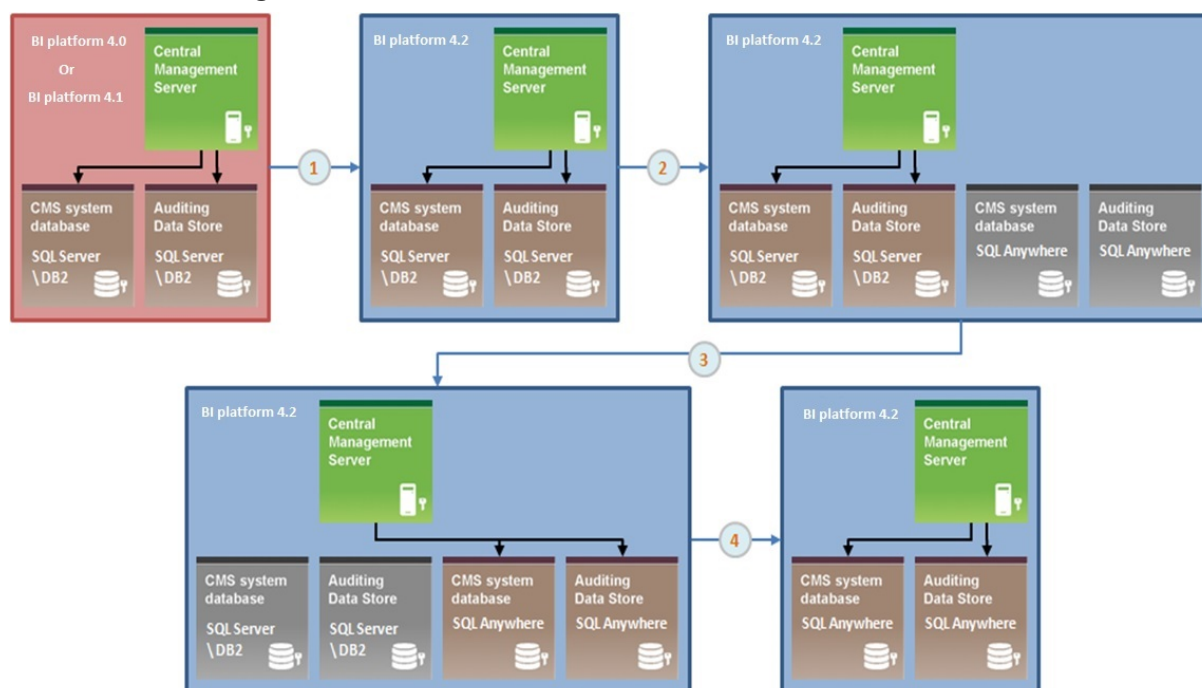 BI platform 4.0
Or
BI platform 4.1
Central
Management
Server
CMS system
database
SQL Server
\DB2
Auditing
Data Store
SQL Server
\DB2
1
BI platform 4.2
Central
Management
Server
CMS system
database
SQL Server
\DB2
Auditing
Data Store
SQL Server
\DB2
2
BI platform 4.2
Central
Management
Server
CMS system
database
SQL Server
\DB2
Auditing
Data Store
SQL Server
\DB2
CMS system
database
SQL Anywhere
Auditing
Data Store
SQL Anywhere
3
BI platform 4.2
Central
Management
Server
CMS system
database
SQL Server
\DB2
Auditing
Data Store
SQL Server
\DB2
CMS system
database
SQL Anywhere
Auditing
Data Store
SQL Anywhere
4
BI platform 4.2
Central
Management
Server
CMS system
database
SQL Anywhere
Auditing
Data Store
SQL Anywhere